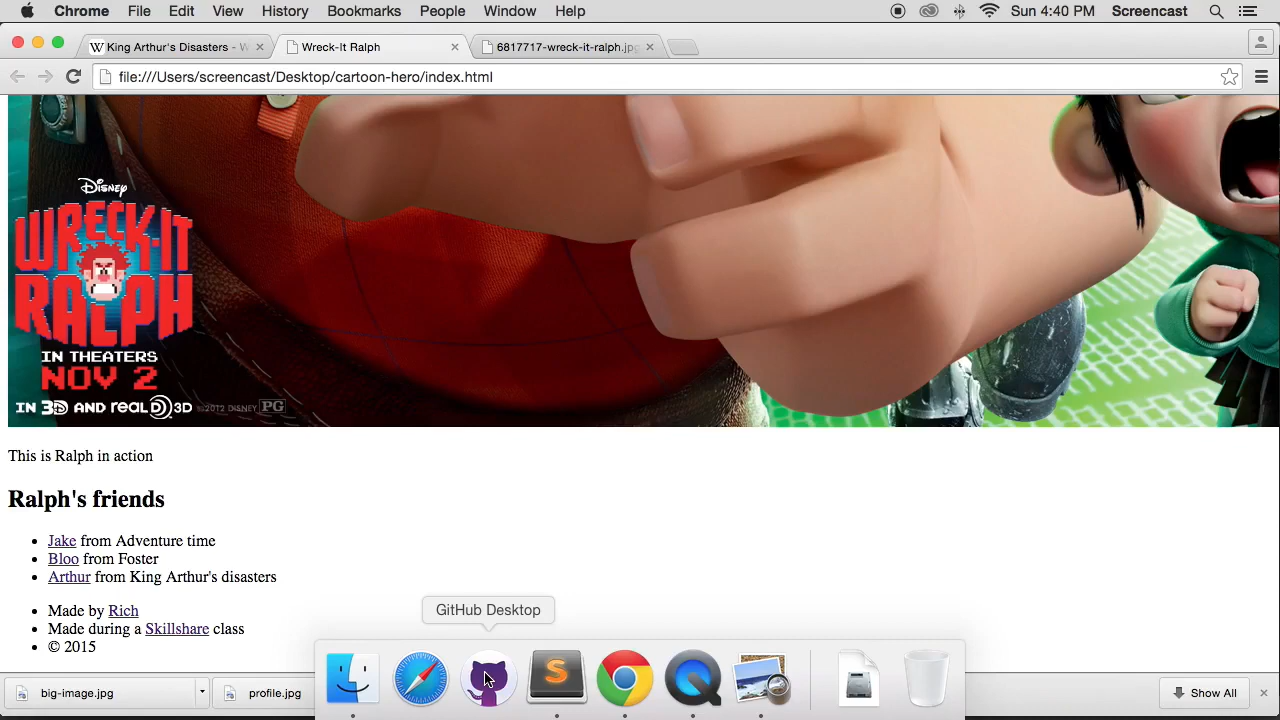 Chrome File Edit View History Bookmarks People Window Help Sun 4:40 PM Screencast
King Arthur's Disasters - W
Wreck-It Ralph
6817717-wreck-it-ralph.jpg
file:///Users/screencast/Desktop/cartoon-hero/index.html
Disney
WRECK-IT
RALPH
IN THEATERS
NOV 2
IN 3D AND REAL D 3D ©2012 DISNEY PG
This is Ralph in action
Ralph's friends
• Jake from Adventure time
• Bloo from Foster
• Arthur from King Arthur's disasters
• Made by Rich
• Made during a Skillshare class
• © 2015
GitHub Desktop
big-image.jpg
profile.jpg
Show All